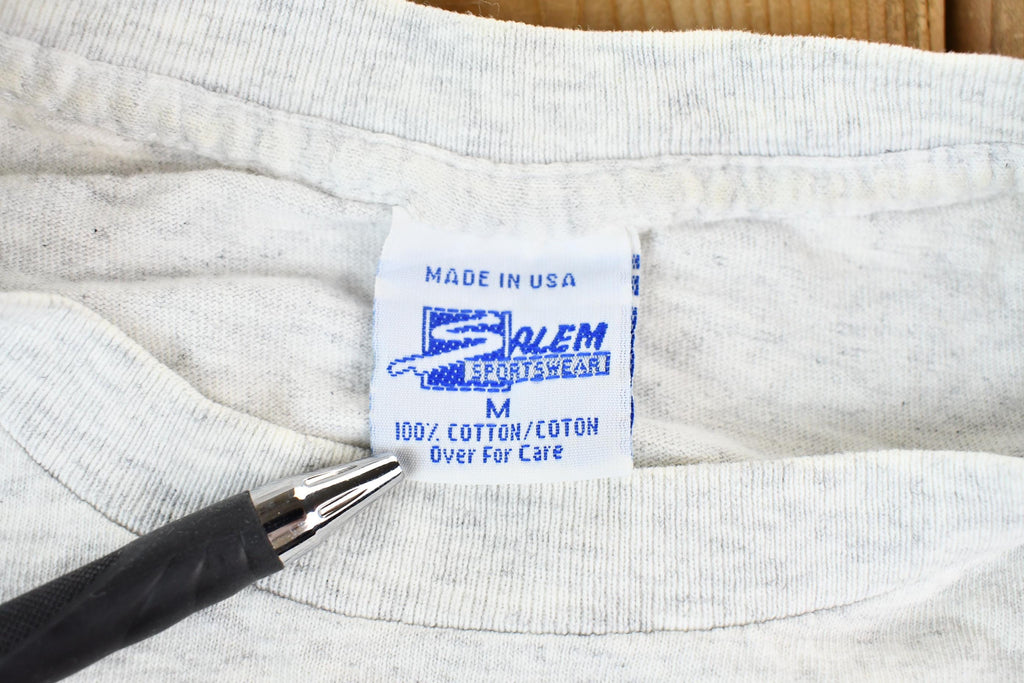 MADE IN USA
SALEM
SPORTSWEAR
M
100% COTTON/COTON
Over For Care